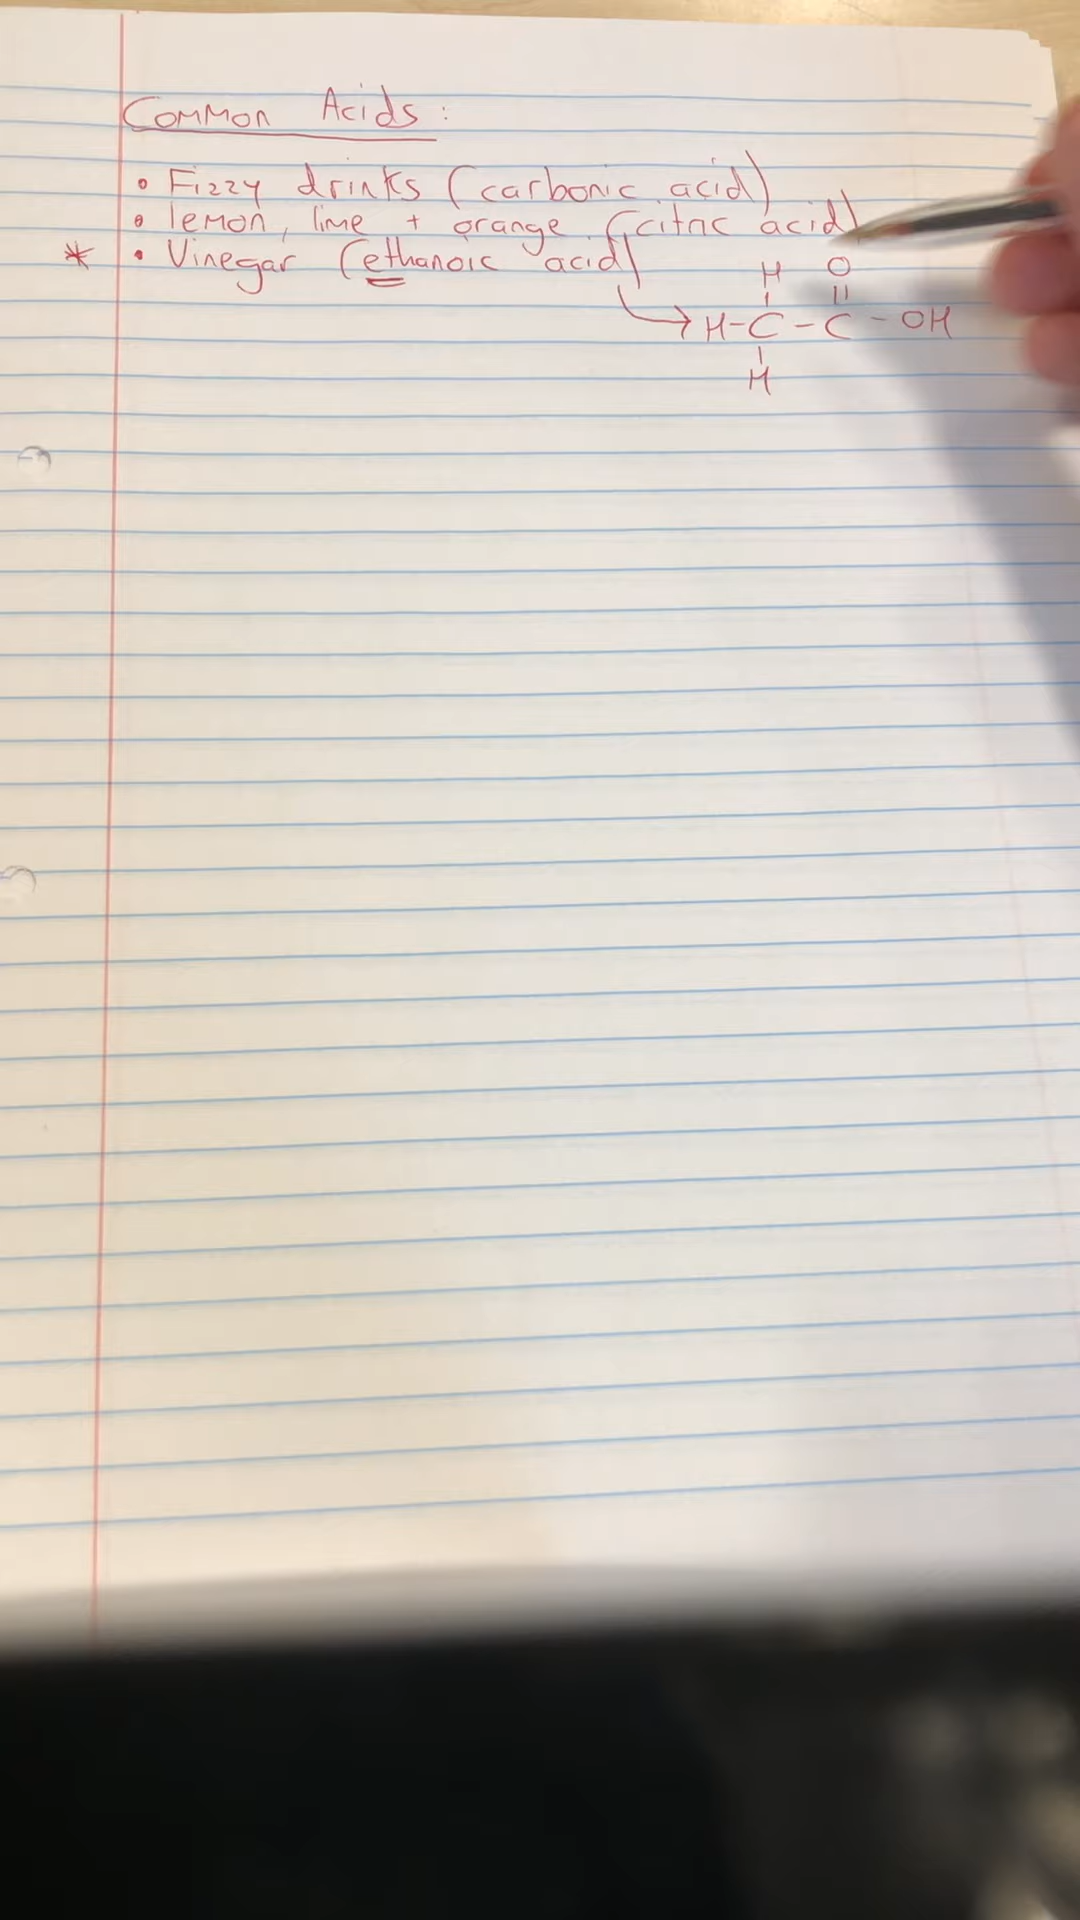 Common Acids:
• Fizzy drinks (carbonic acid)
• lemon, lime + orange (citric acid)
* • Vinegar (ethanoic acid)
H O
H-C-C-OH
H